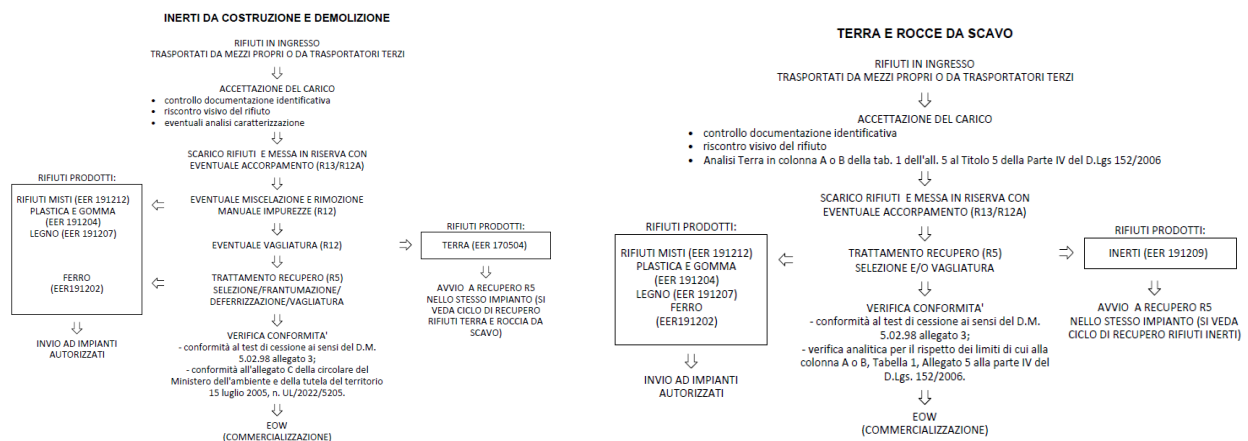 INERTI DA COSTRUZIONE E DEMOLIZIONE
RIFIUTI IN INGRESSO
TRASPORTATI DA MEZZI PROPRI O DA TRASPORTATORI TERZI
ACCETTAZIONE DEL CARICO
• controllo documentazione identificativa
• riscontro visivo del rifiuto
• eventuali analisi caratterizzazione
SCARICO RIFIUTI E MESSA IN RISERVA CON
EVENTUALE ACCORPAMENTO (R13/R12A)
RIFIUTI PRODOTTI:
RIFIUTI MISTI (EER 191212)
PLASTICA E GOMMA
(EER 191204)
LEGNO (EER 191207)
FERRO
(EER191202)
INVIO AD IMPIANTI
AUTORIZZATI
EVENTUALE MISCELAZIONE E RIMOZIONE
MANUALE IMPUREZZE (R12)
EVENTUALE VAGLIATURA (R12)
RIFIUTI PRODOTTI:
TERRA (EER 170504)
AVVIO A RECUPERO R5
NELLO STESSO IMPIANTO (SI
VEDA CICLO DI RECUPERO
RIFIUTI TERRA E ROCCIA DA
SCAVO)
TRATTAMENTO RECUPERO (R5)
SELEZIONE/FRANTUMAZIONE/
DEFERRIZZAZIONE/VAGLIATURA
VERIFICA CONFORMITA'
- conformità al test di cessione ai sensi del D.M.
5.02.98 allegato 3;
- conformità all'allegato C della circolare del
Ministero dell'ambiente e della tutela del territorio
15 luglio 2005, n. UL/2022/5205.
EOW
(COMMERCIALIZZAZIONE)
TERRA E ROCCE DA SCAVO
RIFIUTI IN INGRESSO
TRASPORTATI DA MEZZI PROPRI O DA TRASPORTATORI TERZI
ACCETTAZIONE DEL CARICO
• controllo documentazione identificativa
• riscontro visivo del rifiuto
• Analisi Terra in colonna A o B della tab. 1 dell'all. 5 al Titolo 5 della Parte IV del D.Lgs 152/2006
SCARICO RIFIUTI E MESSA IN RISERVA CON
EVENTUALE ACCORPAMENTO (R13/R12A)
RIFIUTI PRODOTTI:
RIFIUTI MISTI (EER 191212)
PLASTICA E GOMMA
(EER 191204)
LEGNO (EER 191207)
FERRO
(EER191202)
INVIO AD IMPIANTI
AUTORIZZATI
TRATTAMENTO RECUPERO (R5)
SELEZIONE E/O VAGLIATURA
RIFIUTI PRODOTTI:
INERTI (EER 191209)
AVVIO A RECUPERO R5
NELLO STESSO IMPIANTO (SI VEDA
CICLO DI RECUPERO RIFIUTI INERTI)
VERIFICA CONFORMITA'
- conformità al test di cessione ai sensi del D.M.
5.02.98 allegato 3;
- verifica analitica per il rispetto dei limiti di cui alla
colonna A o B, Tabella 1, Allegato 5 alla parte IV del
D.Lgs. 152/2006.
EOW
(COMMERCIALIZZAZIONE)